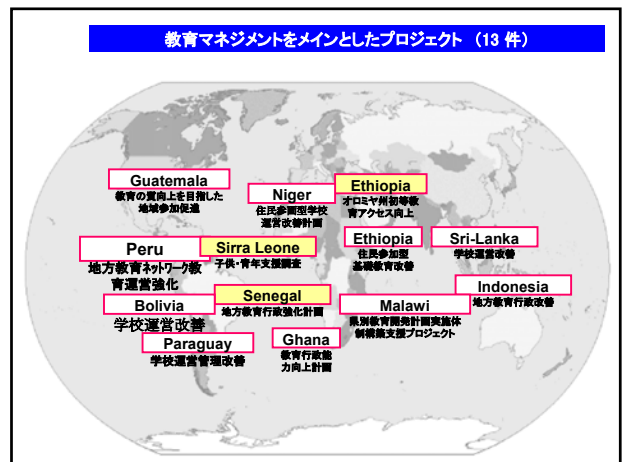 教育マネジメントをメインとしたプロジェクト (13 件)
Guatemala
教育の質向上を目指した
地域参加促進
Niger
住民参画型学校
運営改善計画
Ethiopia
オロミヤ州初等教
育アクセス向上
Peru
地方教育ネットワーク教
育運営強化
Sirra Leone
子供・青年支援調査
Ethiopia
住民参加型
基礎教育改善
Sri-Lanka
学校運営改善
Indonesia
地方教育行政改善
Bolivia
学校運営改善
Senegal
地方教育行政強化計画
Malawi
県別教育開発計画実施体
制構築支援プロジェクト
Paraguay
学校運営管理改善
Ghana
教育行政能
力向上計画